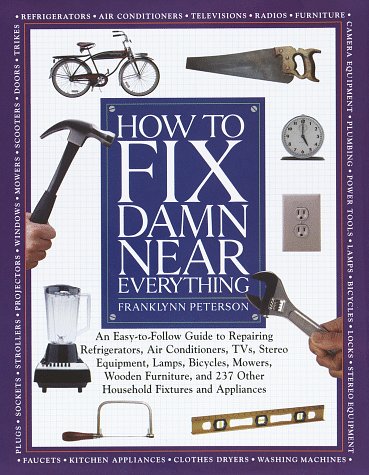 • REFRIGERATORS • AIR CONDITIONERS • TELEVISIONS • RADIOS • FURNITURE •
CAMERA EQUIPMENT • PLUMBING • POWER TOOLS • LAMPS • BICYCLES • LOCKS • STEREO EQUIPMENT
PLUGS • SOCKETS • STROLLERS • PROJECTORS • WINDOWS • MOWERS • SCOOTERS • DOORS • TRIKES
HOW TO
FIX
DAMN
NEAR
EVERYTHING
FRANKLYNN PETERSON
An Easy-to-Follow Guide to Repairing
Refrigerators, Air Conditioners, TVs, Stereo
Equipment, Lamps, Bicycles, Mowers,
Wooden Furniture, and 237 Other
Household Fixtures and Appliances
• FAUCETS • KITCHEN APPLIANCES • CLOTHES DRYERS • WASHING MACHINES •